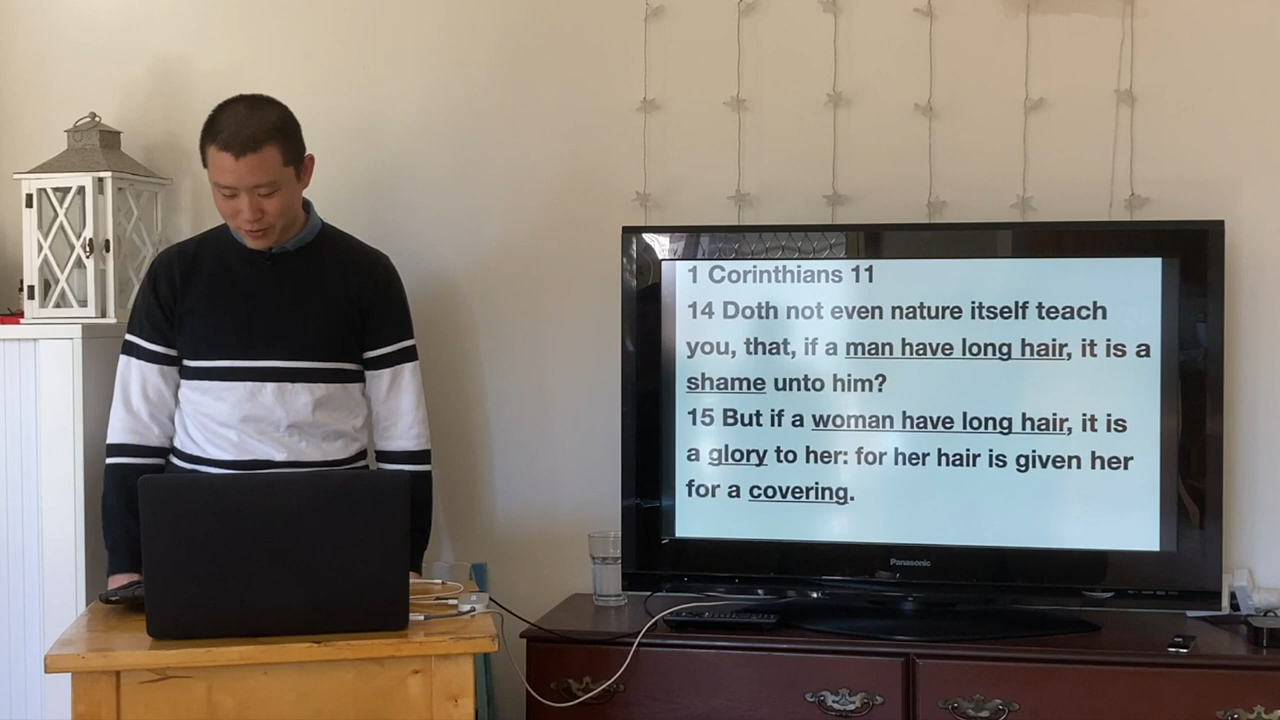 1 Corinthians 11
14 Doth not even nature itself teach
you, that, if a man have long hair, it is a
shame unto him?
15 But if a woman have long hair, it is
a glory to her: for her hair is given her
for a covering.
Panasonic